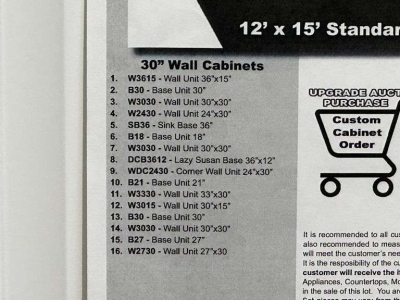 12’ x 15’ Standar
30” Wall Cabinets
1. W3615 - Wall Unit 36"x15"
2. B30 - Base Unit 30"
3. W3030 - Wall Unit 30"x30"
4. W2430 - Wall Unit 24"x30"
5. SB36 - Sink Base 36"
6. B18 - Base Unit 18"
7. W3030 - Wall Unit 30"x30"
8. DCB3612 - Lazy Susan Base 36"x12"
9. WDC2430 - Corner Wall Unit 24"x30"
10. B21 - Base Unit 21"
11. W3330 - Wall Unit 33"x30"
12. W3015 - Wall Unit 30"x15"
13. B30 - Base Unit 30"
14. W3030 - Wall Unit 30"x30"
15. B27 - Base Unit 27"
16. W2730 - Wall Unit 27"x30
UPGRADE AUCT
PURCHASE
Custom
Cabinet
Order
It is recommended to all cus
also recommended to meas
will meet the customer's nee
It is the resposibility of the cu
customer will receive the it
Appliances, Countertops, Mo
in the sale of this lot. You are